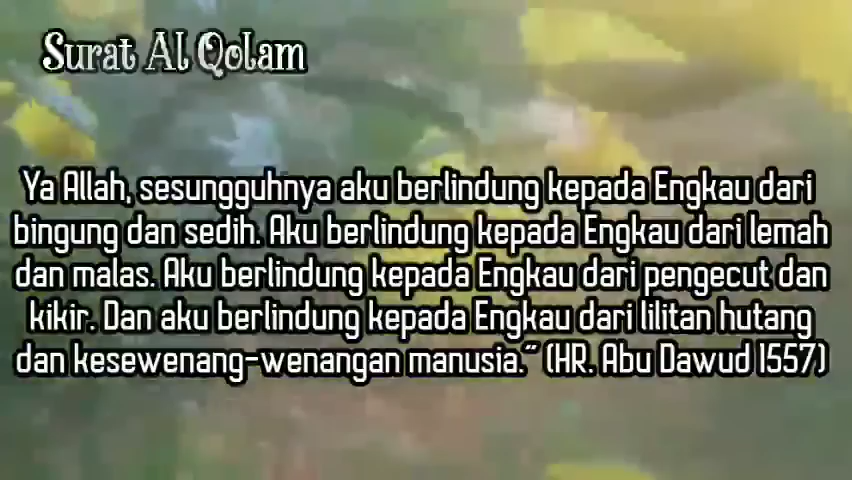 Surat Al Qolam
Ya Allah, sesungguhnya aku berlindung kepada Engkau dari
bingung dan sedih. Aku berlindung kepada Engkau dari lemah
dan malas. Aku berlindung kepada Engkau dari pengecut dan
kikir. Dan aku berlindung kepada Engkau dari lilitan hutang
dan kesewenang-wenangan manusia.” (HR. Abu Dawud 1557)